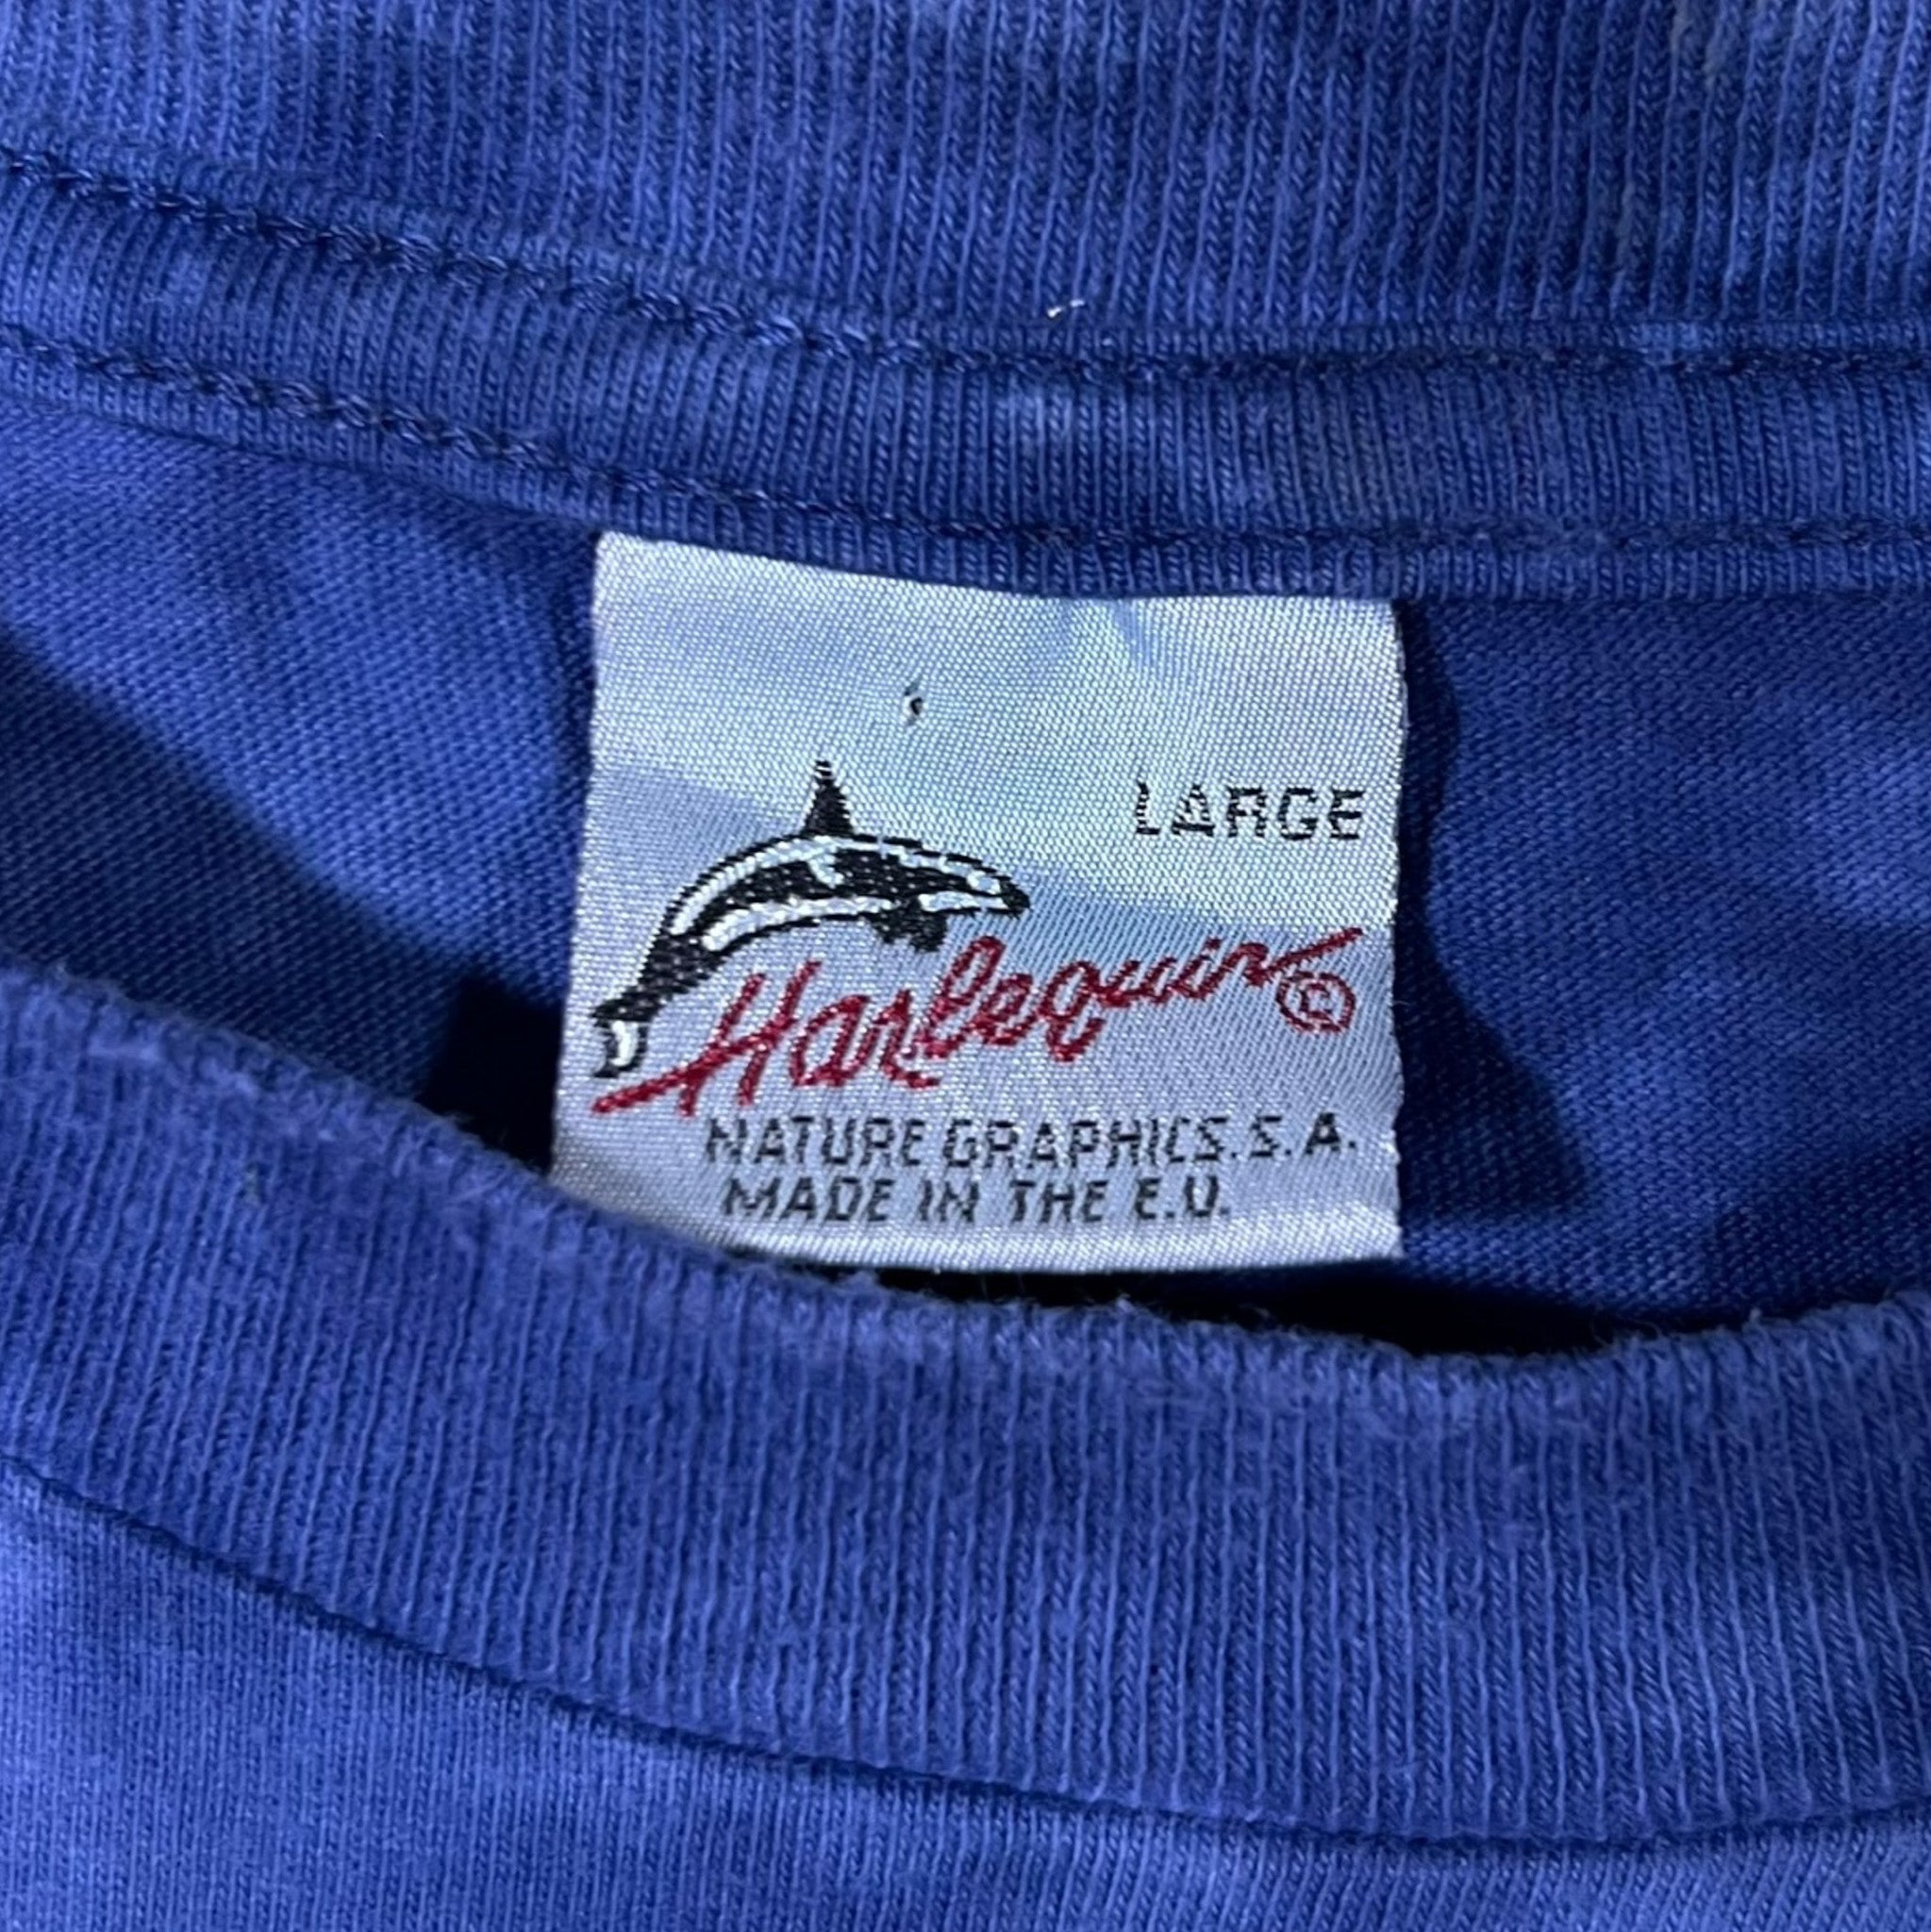 LARGE
Harlequin ©
NATURE GRAPHICS.S.A.
MADE IN THE E.U.